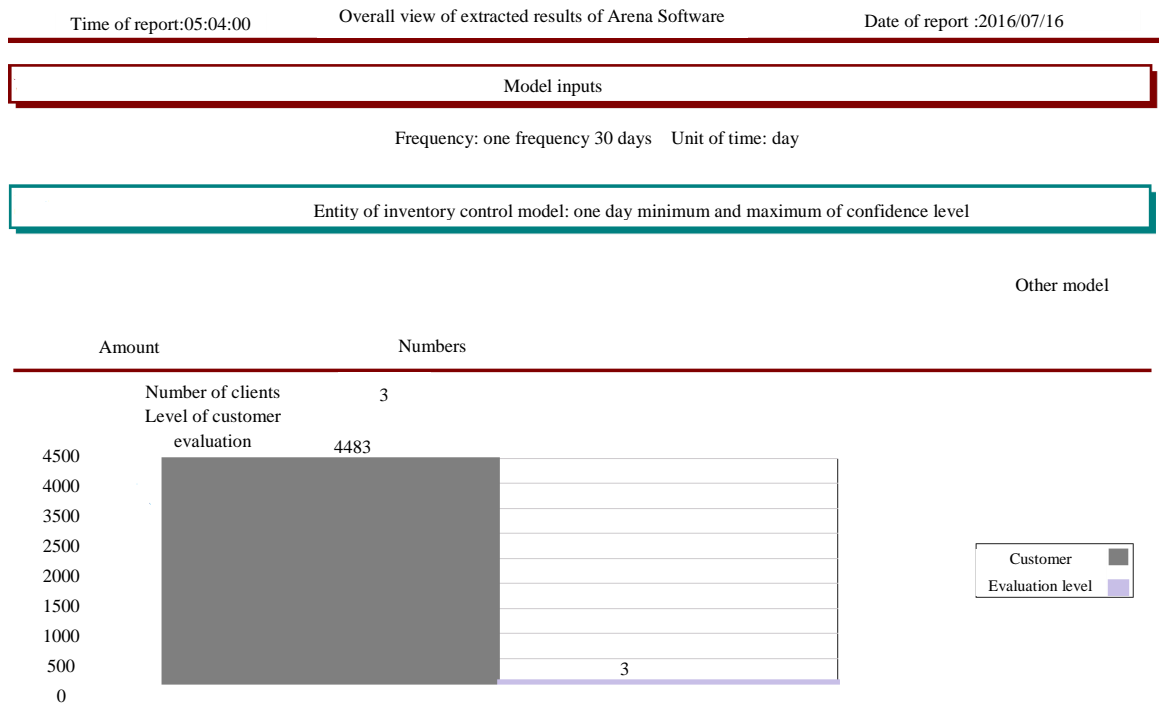 Time of report:05:04:00 Overall view of extracted results of Arena Software Date of report :2016/07/16
Model inputs
Frequency: one frequency 30 days Unit of time: day
Entity of inventory control model: one day minimum and maximum of confidence level
Other model
Amount Numbers
Number of clients 3
Level of customer
evaluation 4483
4500
4000
3500
2500
2000
1500
1000
500
0
3
Customer
Evaluation level